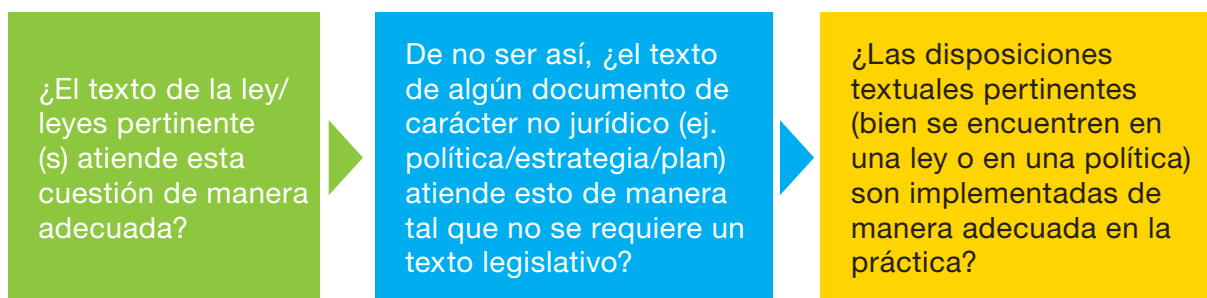 ¿El texto de la ley/
leyes pertinente
(s) atiende esta
cuestión de manera
adecuada?
De no ser así, ¿el texto
de algún documento de
carácter no jurídico (ej.
política/estrategia/plan)
atiende esto de manera
tal que no se requiere un
texto legislativo?
¿Las disposiciones
textuales pertinentes
(bien se encuentren en
una ley o en una política)
son implementadas de
manera adecuada en la
práctica?